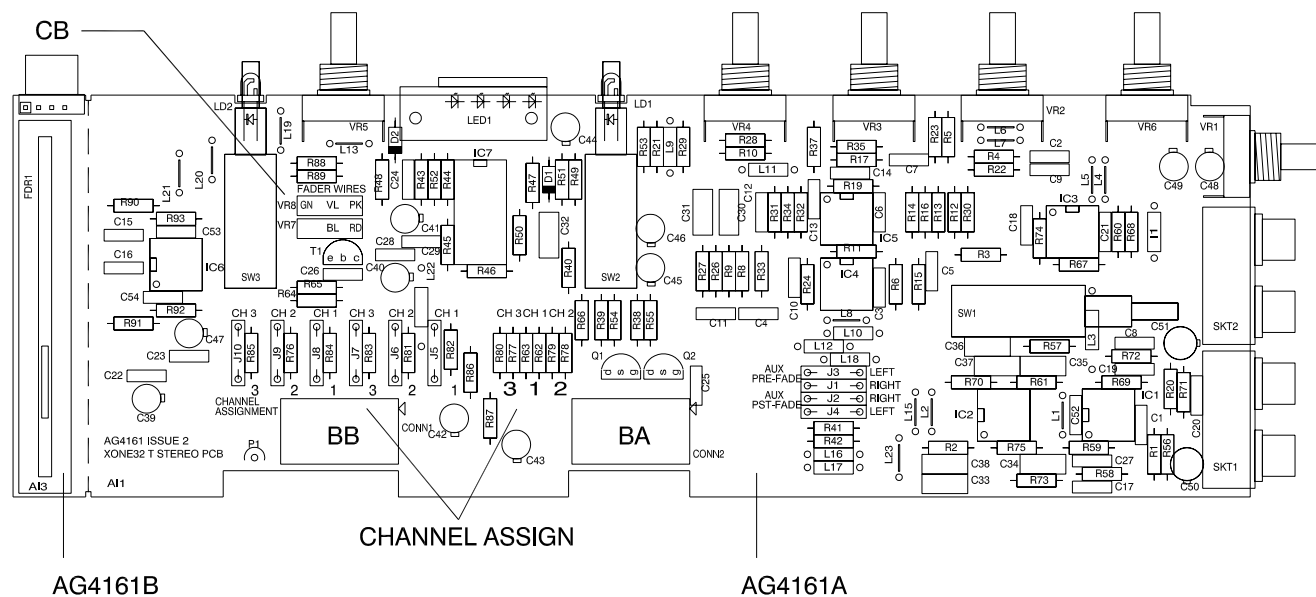 CB
LD2
L19
VR5
L13
D2
LED1
C44
LD1
VR4
VR3
VR2
VR6
VR1
R28
R10
L11
R37
R35
R17
C14
C7
R23
R5
L6
L7
R4
R22
C2
C9
L5
L4
C49
C48
FDR1
L21
L20
R88
R89
R48
C24
R43
R52
R44
IC7
R47
D1
R51
R49
R53
R21
L9
R29
FADER WIRES
VR8 GN VL PK
VR7 BL RD
R90
C15
R93
C53
C16
IC6
C54
R92
R91
C47
C23
C22
C39
SW3
T1
e b c
C26
R65
R64
C28
C41
C29
C40
L22
R45
R46
R50
C32
R40
SW2
C46
C45
C31
C30
C12
R31
R34
R32
C13
R19
C6
IC5
R11
R14
R16
R13
R12
R30
C18
IC3
R74
C21
R60
R68
R67
R3
R27
R26
R9
R8
R33
C10
R24
IC4
C3
R6
R15
C5
C11
C4
L8
L10
L12
L18
SW1
L3
C8
C51
SKT2
C36
R57
C37
C35
R72
R70
R61
R69
C19
IC1
R20
R71
C20
CH 3
CH 2
CH 1
CH 3
CH 2
CH 1
CH 3
CH 1
CH 2
J10
R85
J9
R76
J8
R84
J7
R83
J6
R81
J5
R82
R86
R80
R77
R63
R62
R79
R78
R66
R39
R54
R38
R55
Q1
d s g
Q2
d s g
C25
3 2 1 3 2 1 3 1 2
CHANNEL
ASSIGNMENT
AUX
PRE-FADE
J3 LEFT
J1 RIGHT
AUX
PST-FADE
J2 RIGHT
J4 LEFT
R41
R42
L16
L17
L15
L2
IC2
L1
C52
C1
L23
R2
R75
R59
R1
R56
C38
C34
C27
R58
C33
R73
C17
C50
SKT1
BB
CONN1
C42
R87
C43
BA
CONN2
P1
AG4161 ISSUE 2
XONE32 T STEREO PCB
AI3
AI1
CHANNEL ASSIGN
AG4161B
AG4161A